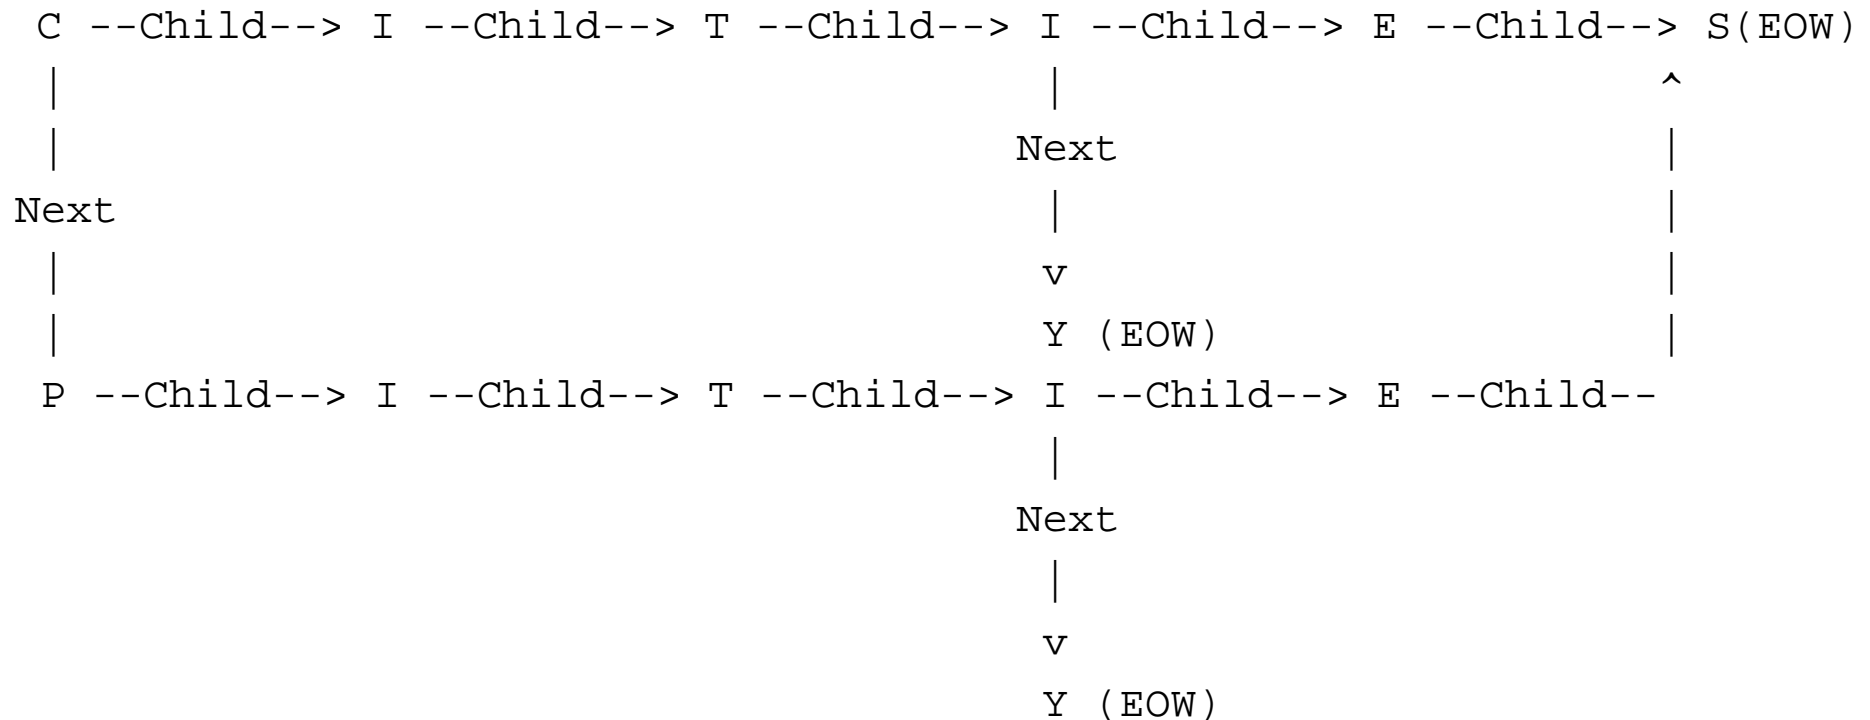 C --Child--> I --Child--> T --Child--> I --Child--> E --Child--> S(EOW)
|                              |                          ^
|                             Next                        |
Next                           |                          |
|                              v                          |
|                              Y (EOW)                    |
P --Child--> I --Child--> T --Child--> I --Child--> E --Child--
|
Next
|
v
Y (EOW)